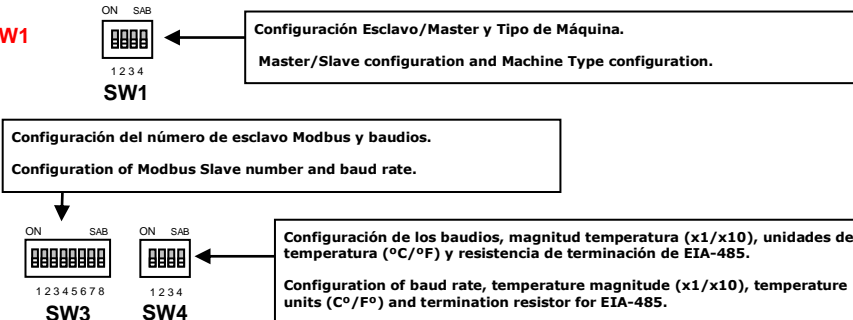 ON SAB
W1
1 2 3 4
SW1
Configuración Esclavo/Master y Tipo de Máquina.
Master/Slave configuration and Machine Type configuration.
Configuración del número de esclavo Modbus y baudios.
Configuration of Modbus Slave number and baud rate.
ON SAB
1 2 3 4 5 6 7 8
SW3
ON SAB
1 2 3 4
SW4
Configuración de los baudios, magnitud temperatura (x1/x10), unidades de
temperatura (ºC/ºF) y resistencia de terminación de EIA-485.
Configuration of baud rate, temperature magnitude (x1/x10), temperature
units (Cº/Fº) and termination resistor for EIA-485.